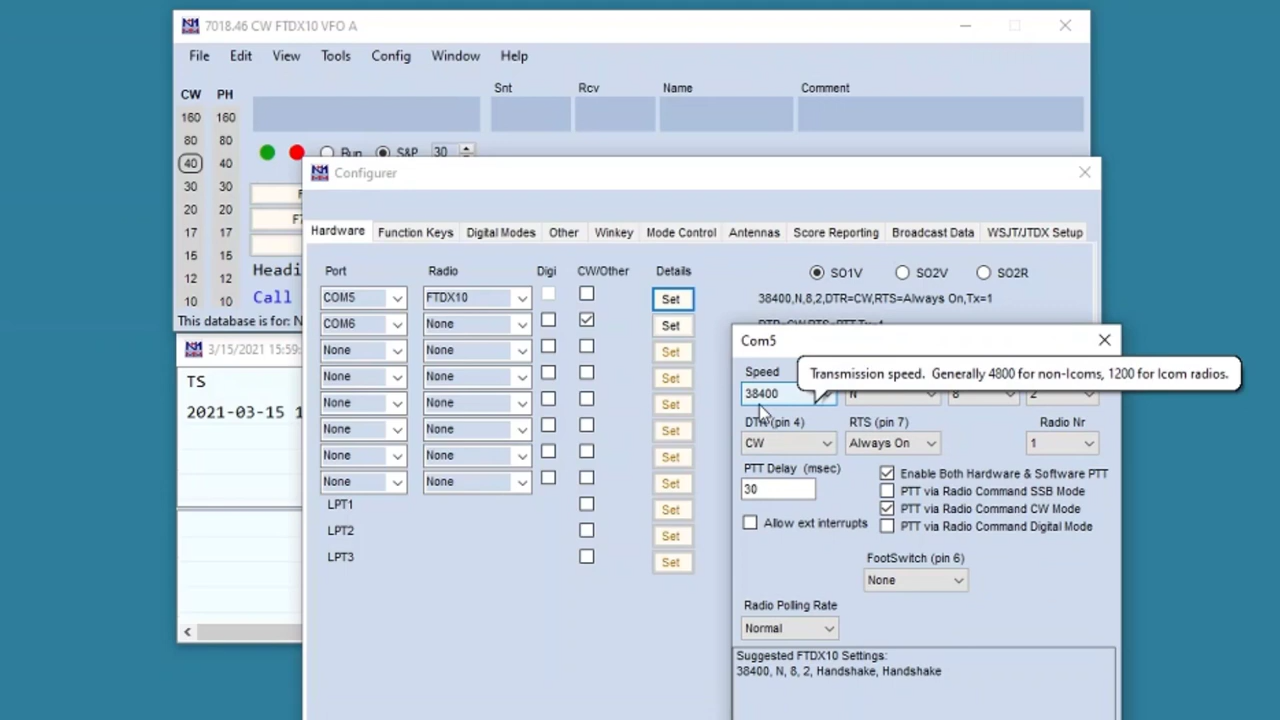 7018.46 CW FTDX10 VFO A
File Edit View Tools Config Window Help
CW PH Snt Rcv Name Comment
160 160
80 80
40 40
30 30
20 20
17 17
15 15
12 12
10 10
Run S&P 30
Headi
Call
This database is for: N
3/15/2021 15:59:
TS
2021-03-15 1
Configurer
Hardware Function Keys Digital Modes Other Winkey Mode Control Antennas Score Reporting Broadcast Data WSJT/JTDX Setup
Port Radio Digi CW/Other Details SO1V SO2V SO2R
COM5 FTDX10 Set 38400,N,8,2,DTR=CW,RTS=Always On,Tx=1
COM6 None Set DTR=CW,RTS=PTT,Tx=1
None None Set
None None Set
None None Set
None None Set
None None Set
None None Set
LPT1 Set
LPT2 Set
LPT3 Set
Com5
Speed
Transmission speed. Generally 4800 for non-Icoms, 1200 for Icom radios.
38400 N 8 2
DTR (pin 4) RTS (pin 7) Radio Nr
CW Always On 1
PTT Delay (msec)
30
Enable Both Hardware & Software PTT
PTT via Radio Command SSB Mode
PTT via Radio Command CW Mode
PTT via Radio Command Digital Mode
Allow ext interrupts
FootSwitch (pin 6)
None
Radio Polling Rate
Normal
Suggested FTDX10 Settings:
38400, N, 8, 2, Handshake, Handshake